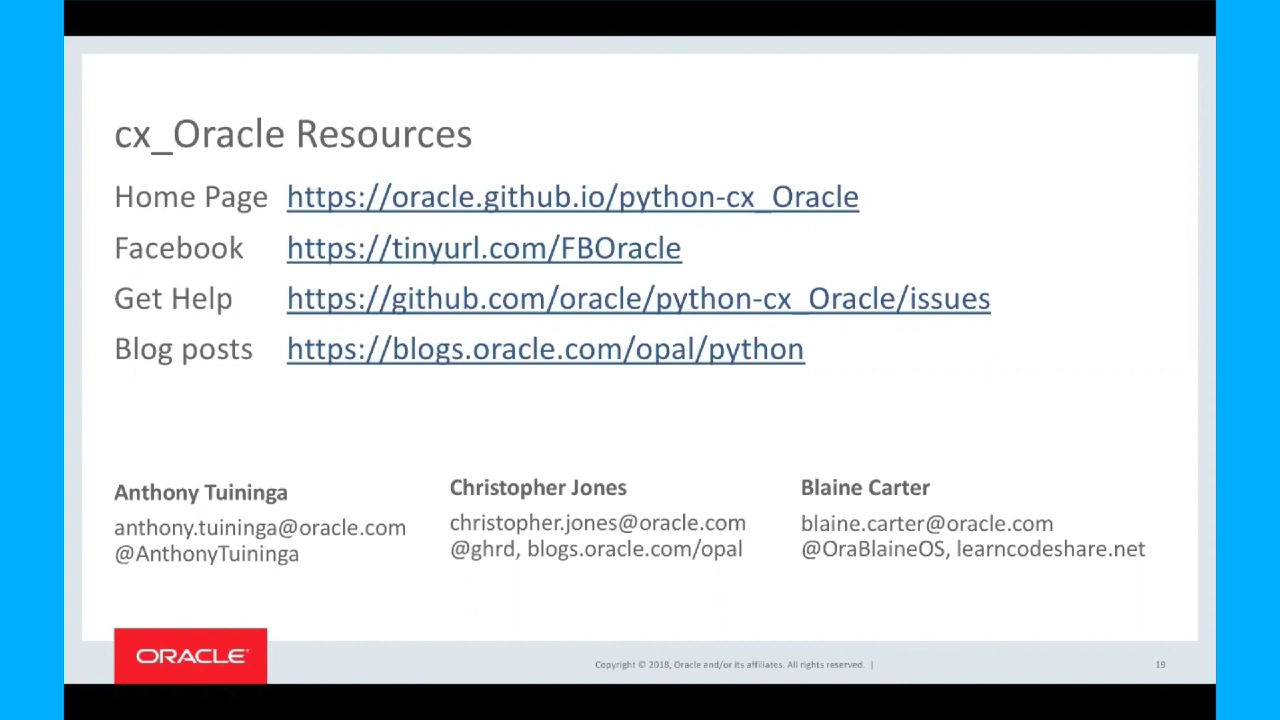 cx_Oracle Resources
Home Page https://oracle.github.io/python-cx_Oracle
Facebook https://tinyurl.com/FBOracle
Get Help https://github.com/oracle/python-cx_Oracle/issues
Blog posts https://blogs.oracle.com/opal/python
Anthony Tuininga
anthony.tuininga@oracle.com
@AnthonyTuininga
Christopher Jones
christopher.jones@oracle.com
@ghrd, blogs.oracle.com/opal
Blaine Carter
blaine.carter@oracle.com
@OraBlaineOS, learncodeshare.net
ORACLE®
Copyright © 2018, Oracle and/or its affiliates. All rights reserved. |
19